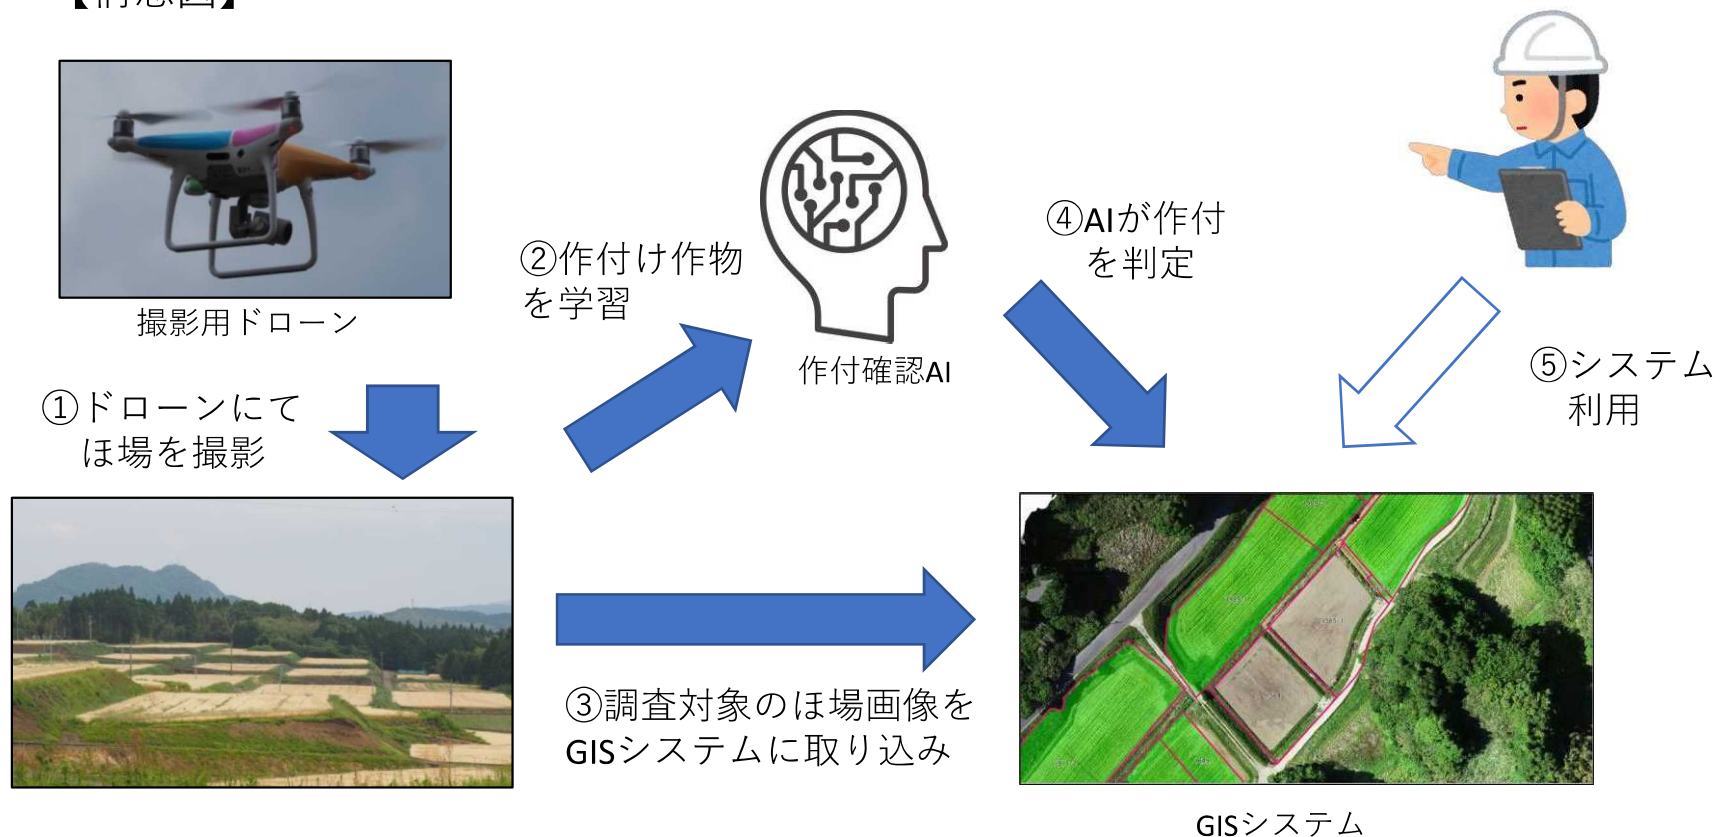 撮影用ドローン
①ドローンにて
ほ場を撮影
②作付け作物
を学習
作付確認AI
④AIが作付
を判定
⑤システム
利用
③調査対象のほ場画像を
GISシステムに取り込み
GISシステム